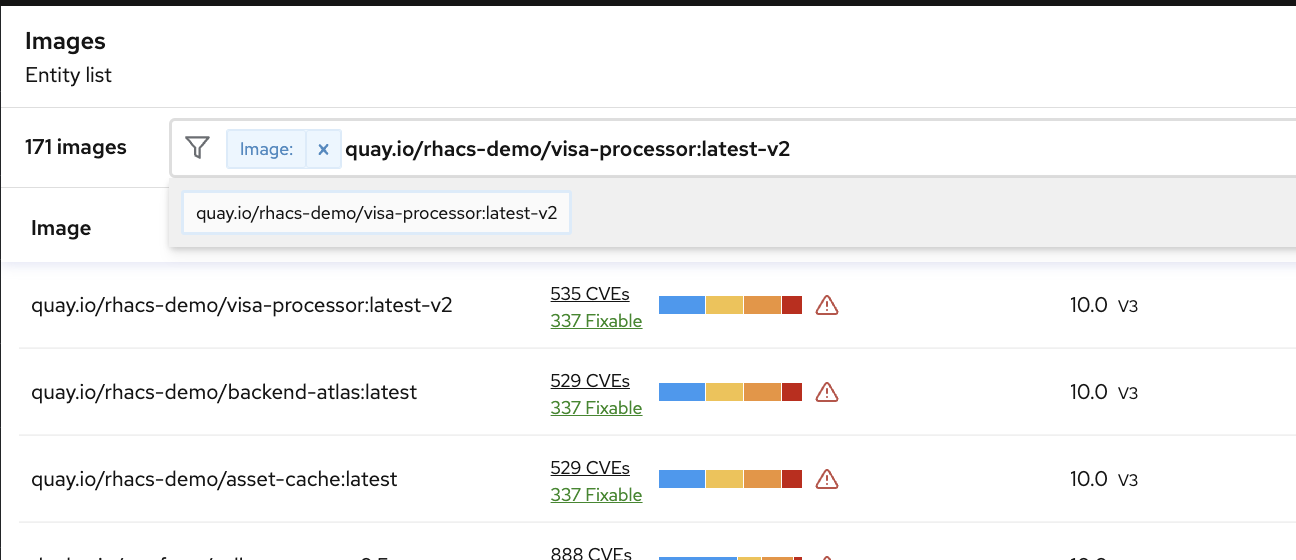 Images
Entity list
171 images
Image: × quay.io/rhacs-demo/visa-processor:latest-v2
quay.io/rhacs-demo/visa-processor:latest-v2
Image
quay.io/rhacs-demo/visa-processor:latest-v2 535 CVEs 10.0 V3
337 Fixable
quay.io/rhacs-demo/backend-atlas:latest 529 CVEs 10.0 V3
337 Fixable
quay.io/rhacs-demo/asset-cache:latest 529 CVEs 10.0 V3
337 Fixable
888 CVEs